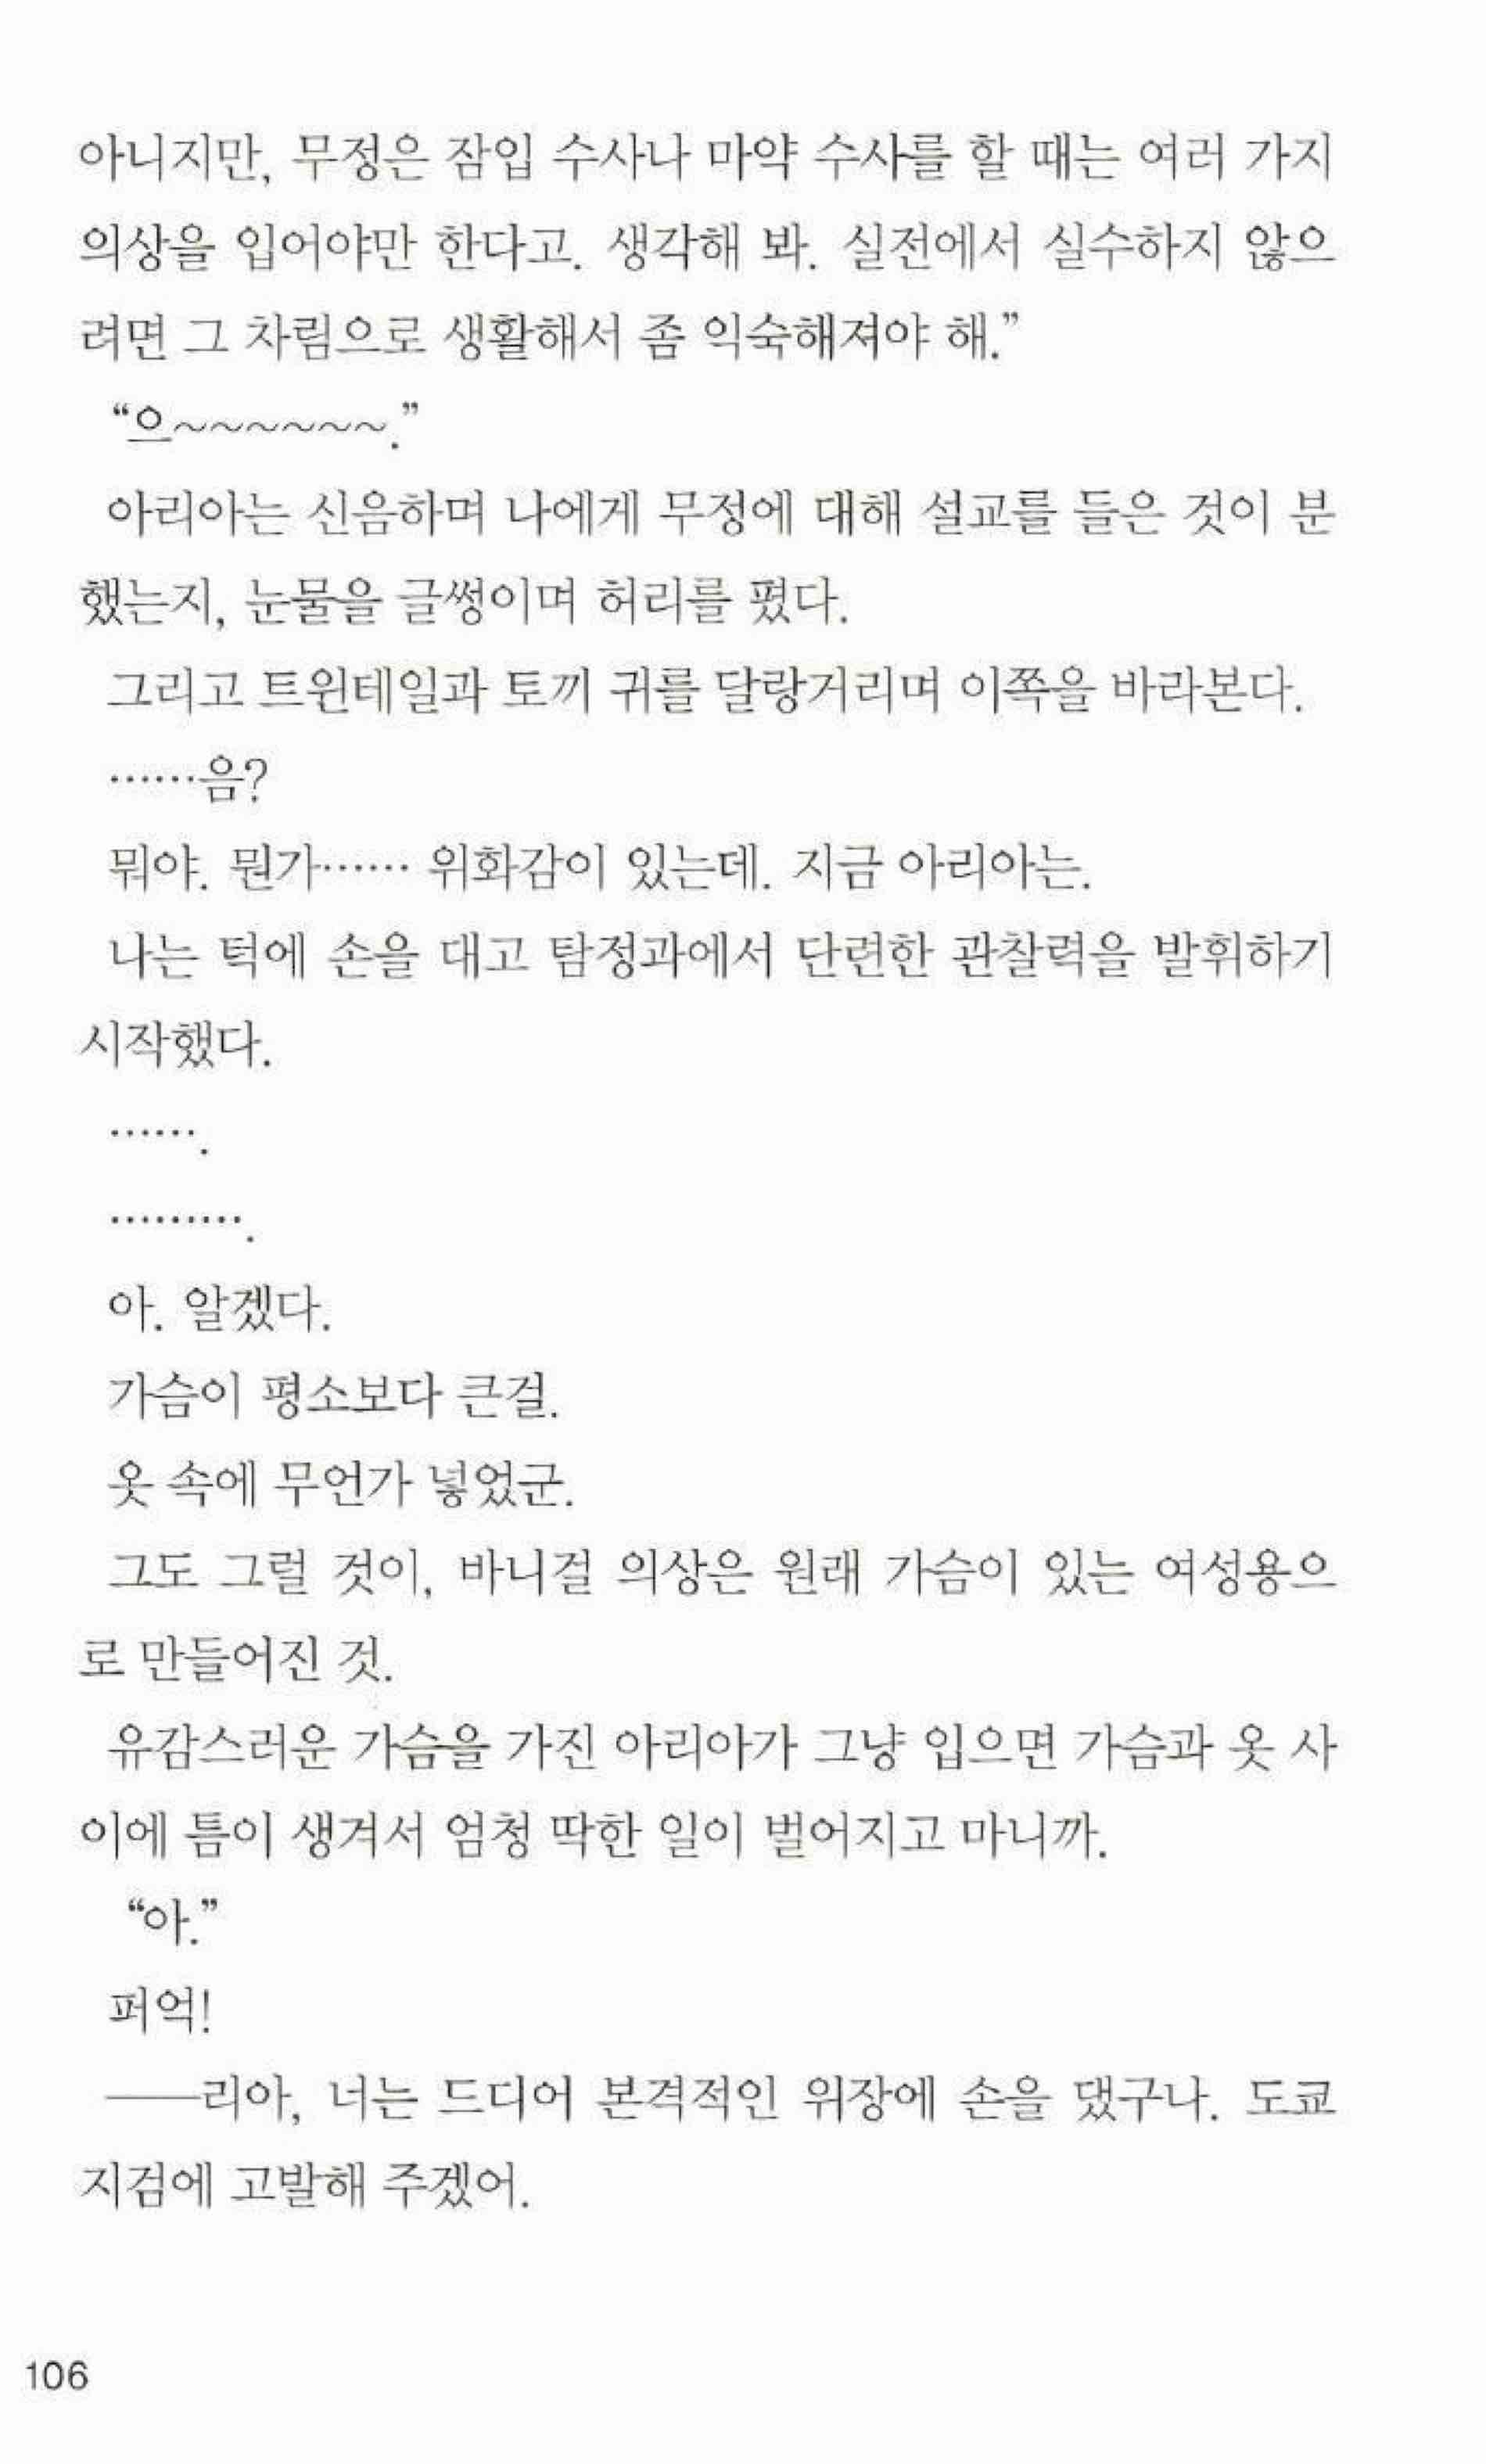 아니지만, 무정은 잠입 수사나 마약 수사를 할 때는 여러 가지
의상을 입어야만 한다고. 생각해 봐. 실전에서 실수하지 않으
려면 그 차림으로 생활해서 좀 익숙해져야 해.”
“으~~~~~~.”
아리아는 신음하며 나에게 무정에 대해 설교를 들은 것이 분
했는지, 눈물을 글썽이며 허리를 폈다.
그리고 트윈테일과 토끼 귀를 달랑거리며 이쪽을 바라본다.
……음?
뭐야. 뭔가…… 위화감이 있는데. 지금 아리아는.
나는 턱에 손을 대고 탐정과에서 단련한 관찰력을 발휘하기
시작했다.
…….
……….
아. 알겠다.
가슴이 평소보다 큰걸.
옷 속에 무언가 넣었군.
그도 그럴 것이, 바니걸 의상은 원래 가슴이 있는 여성용으
로 만들어진 것.
유감스러운 가슴을 가진 아리아가 그냥 입으면 가슴과 옷 사
이에 틈이 생겨서 엄청 딱한 일이 벌어지고 마니까.
“아.”
퍼억!
――리아, 너는 드디어 본격적인 위장에 손을 댔구나. 도쿄
지검에 고발해 주겠어.
106